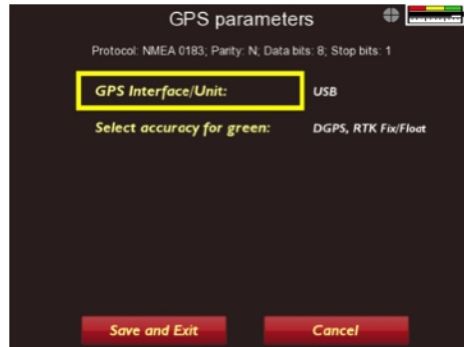 GPS parameters
Protocol: NMEA 0183; Parity: N; Data bits: 8; Stop bits: 1
GPS Interface/Unit: USB
Select accuracy for green: DGPS, RTK Fix/Float
Save and Exit Cancel